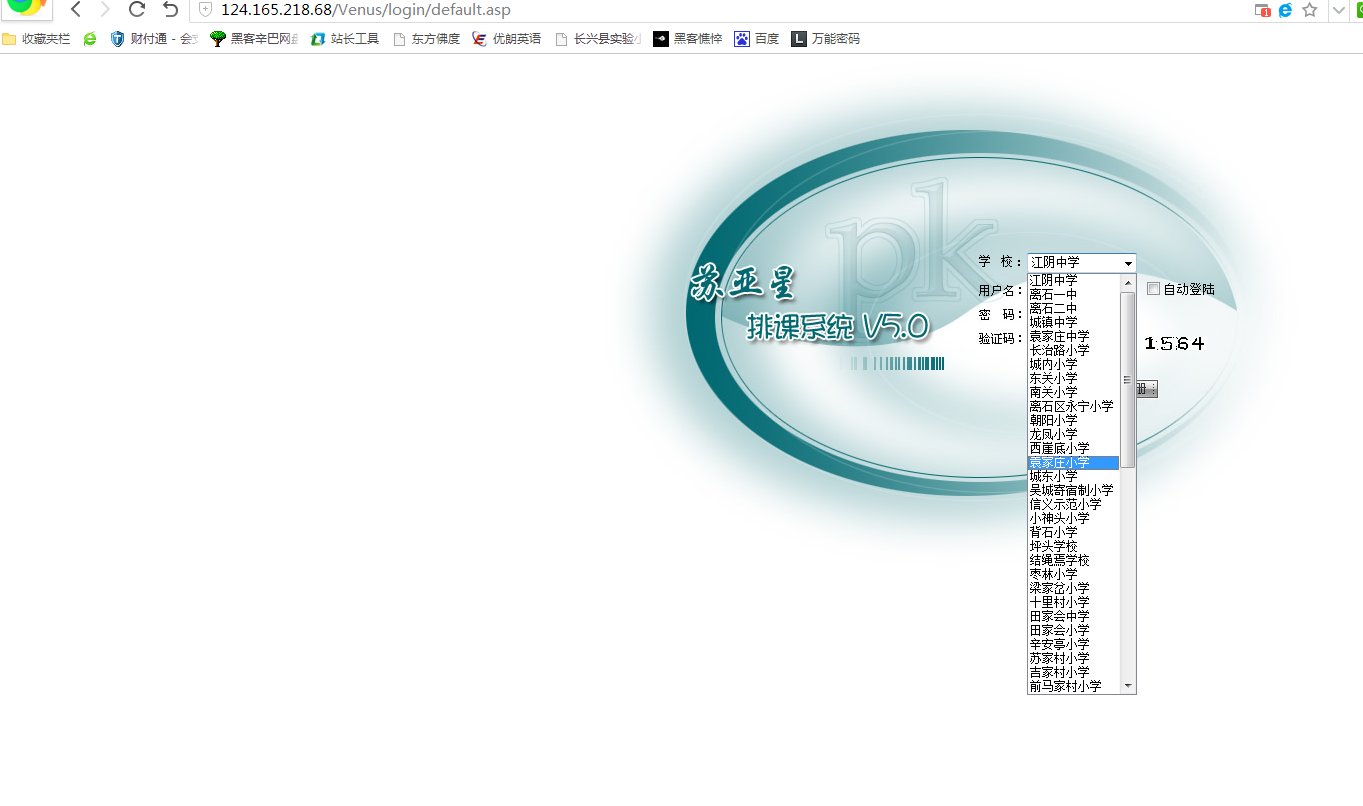 124.165.218.68/Venus/login/default.asp
1
收藏夹栏
财付通 - 会
黑客辛巴网
站长工具
东方佛度
优朗英语
长兴县实验
黑客憔悴
百度
L
万能密码
pk
苏亚星
排课系统 V5.0
学 校：
江阴中学
用户名：
自动登陆
密 码：
验证码：
1564
江阴中学
离石一中
离石二中
城镇中学
袁家庄中学
长治路小学
城内小学
东关小学
南关小学
离石区永宁小学
朝阳小学
龙凤小学
西崖底小学
袁家庄小学
城东小学
吴城寄宿制小学
信义示范小学
小神头小学
背石小学
坪头学校
结绳焉学校
枣林小学
梁家岔小学
十里村小学
田家会中学
田家会小学
辛安亭小学
苏家村小学
吉家村小学
前马家村小学